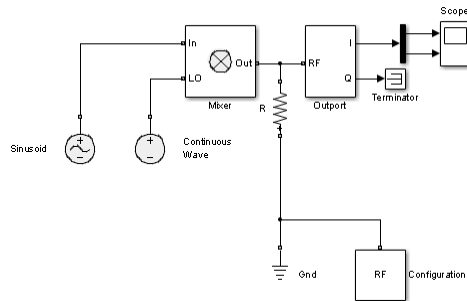 Scope
In
LO
Out
Mixer
RF
I
Q
Outport
Terminator
R
Sinusoid
Continuous
Wave
Gnd
RF
Configuration